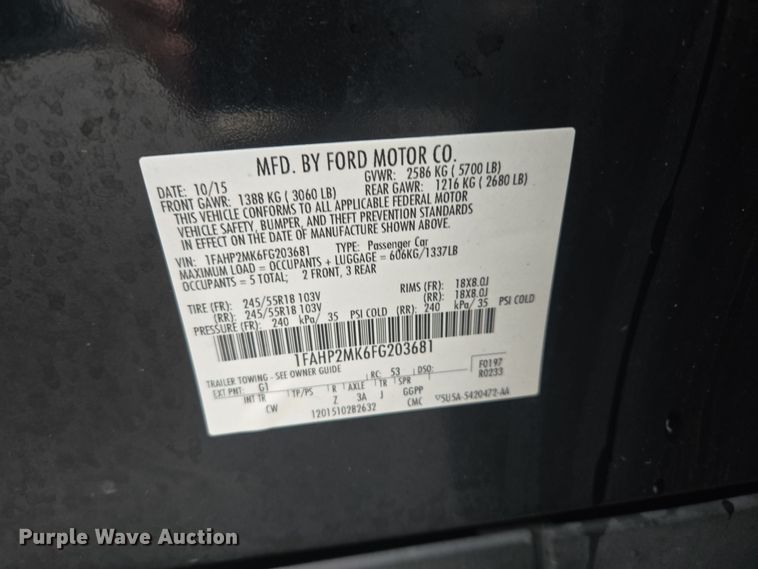 MFD. BY FORD MOTOR CO.
DATE: 10/15 GVWR: 2586 KG ( 5700 LB)
FRONT GAWR: 1388 KG ( 3060 LB) REAR GAWR: 1216 KG ( 2680 LB)
THIS VEHICLE CONFORMS TO ALL APPLICABLE FEDERAL MOTOR
VEHICLE SAFETY, BUMPER, AND THEFT PREVENTION STANDARDS
IN EFFECT ON THE DATE OF MANUFACTURE SHOWN ABOVE.
VIN: 1FAHP2MK6FG203681 TYPE: Passenger Car
MAXIMUM LOAD = OCCUPANTS + LUGGAGE = 606KG/1337LB
OCCUPANTS = 5 TOTAL; 2 FRONT, 3 REAR
TIRE (FR): 245/55R18 103V RIMS (FR): 18X8.0J
(RR): 245/55R18 103V (RR): 18X8.0J
PRESSURE (FR): 240 kPa/ 35 PSI COLD (RR): 240 kPa/ 35 PSI COLD
1FAHP2MK6FG203681
TRAILER TOWING - SEE OWNER GUIDE
EXT PNT: G1 RC: 53 DSO: F0197
R0233
INT TR TP/PS R AXLE TR SPR
CW Z 3A J GGPP
1201510282632 CMC 5U5A-5420472-AA
Purple Wave Auction